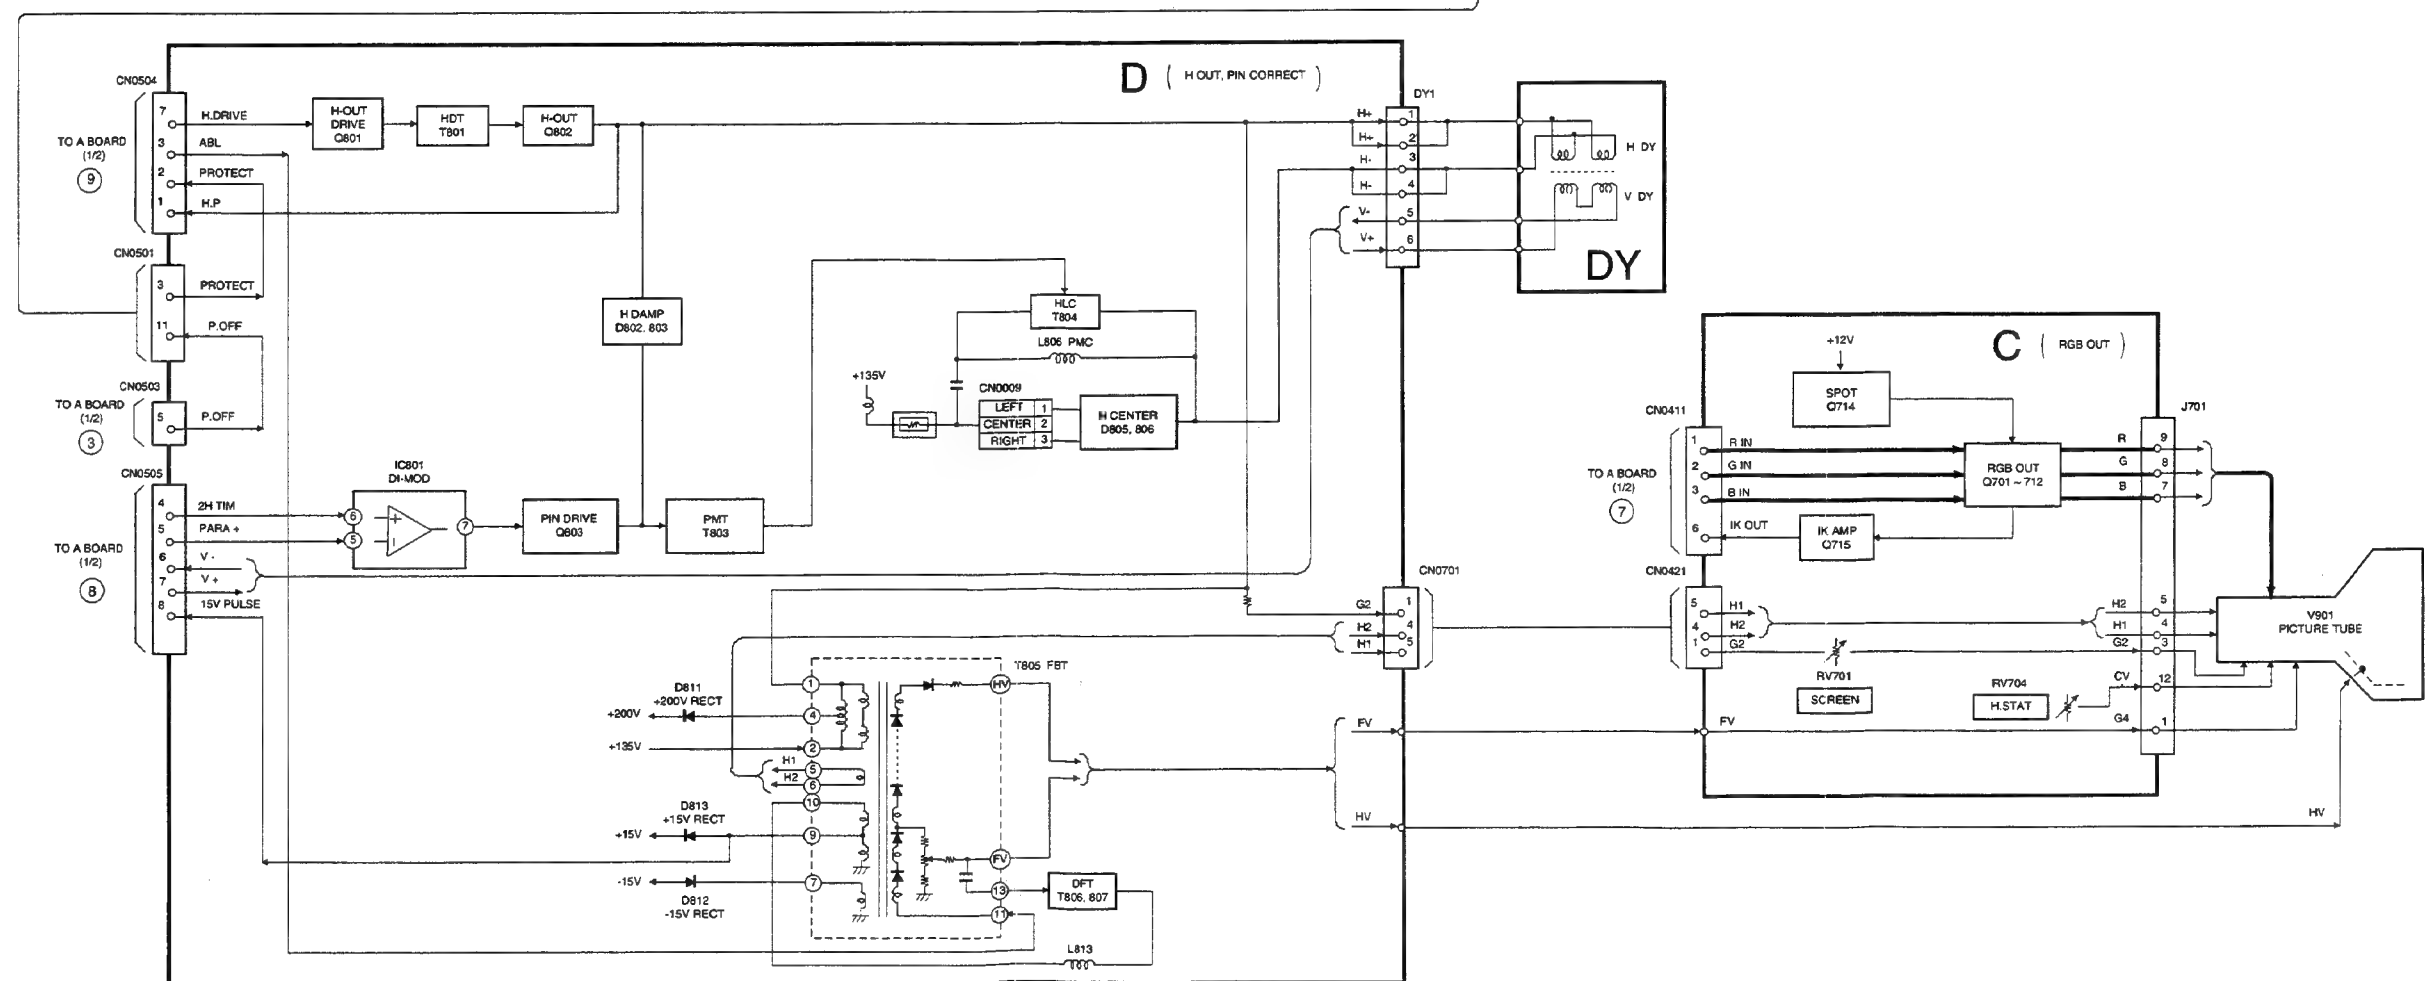 D ( H OUT, PIN CORRECT )
CN0504
TO A BOARD
(1/2)
9
7 H.DRIVE
3 ABL
2 PROTECT
1 H.P
H-OUT
DRIVE
Q801
HDT
T801
H-OUT
Q802
CN0501
3 PROTECT
11 P.OFF
CN0503
TO A BOARD
(1/2)
3
5 P.OFF
CN0505
TO A BOARD
(1/2)
8
4 2H TIM
5 PARA +
6 V -
7 V +
8 15V PULSE
IC801
DI-MOD
6
5
7
+
-
PIN DRIVE
Q803
PMT
T803
H DAMP
D802, 803
HLC
T804
L806 PMC
+135V
CN0009
LEFT 1
CENTER 2
RIGHT 3
H CENTER
D805, 806
DY1
H+ 1
H+ 2
H- 3
H- 4
V- 5
V+ 6
H DY
V DY
DY
CN0701
G2 1
H2 4
H1 5
T805 FBT
1
4
2
5
6
10
9
7
HV
FV
13
11
D811
+200V RECT
+200V
+135V
H1
H2
D813
+15V RECT
+15V
-15V
D812
-15V RECT
DFT
T806, 807
L813
FV
HV
C ( RGB OUT )
+12V
SPOT
Q714
CN0411
TO A BOARD
(1/2)
7
1 R IN
2 G IN
3 B IN
6 IK OUT
RGB OUT
Q701 ~ 712
IK AMP
Q715
J701
R 9
G 8
B 7
CN0421
5 H1
4 H2
1 G2
RV701
SCREEN
RV704
H.STAT
H2 5
H1 4
G2 3
CV 12
G4 1
FV
HV
V901
PICTURE TUBE